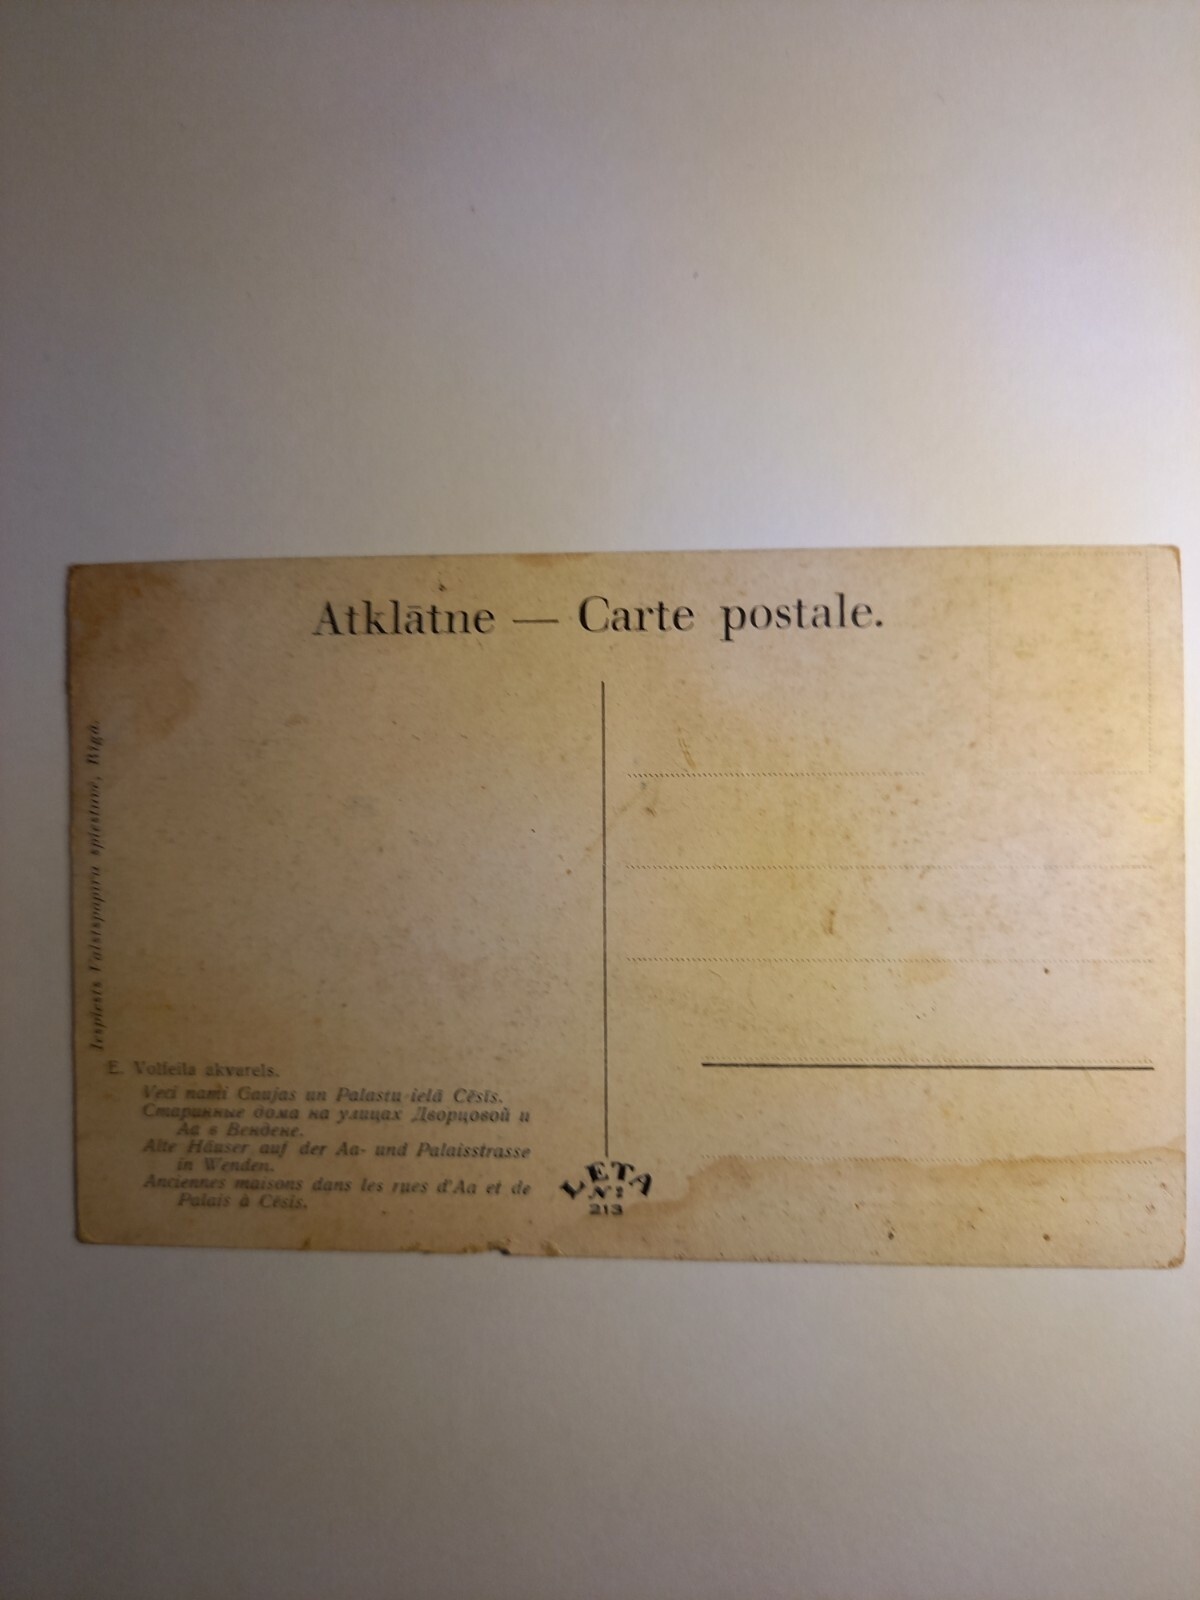 Atklātne — Carte postale.
Iespiests Valstspapiru spiestuvē, Rīgā.
E. Volfeila akvarels.
Veci nami Gaujas un Palastu ielā Cēsīs.
Старинные дома на улицах Дворцовой и
Аа в Вендене.
Alte Häuser auf der Aa- und Palaisstrasse
in Wenden.
Anciennes maisons dans les rues d'Aa et de
Palais à Cēsis.
LETA
№
213